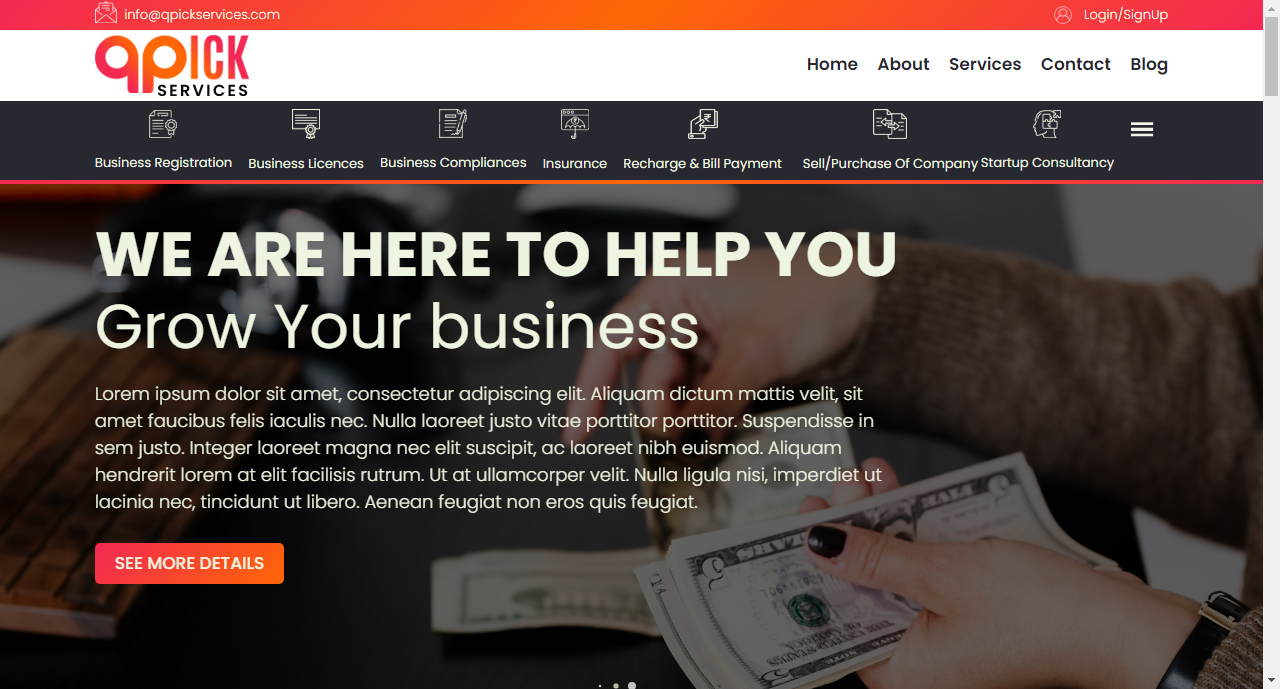 info@qpickservices.com
Login/SignUp
qpICK
SERVICES
Home About Services Contact Blog
Business Registration Business Licences Business Compliances Insurance Recharge & Bill Payment Sell/Purchase Of Company Startup Consultancy
WE ARE HERE TO HELP YOU
Grow Your business
Lorem ipsum dolor sit amet, consectetur adipiscing elit. Aliquam dictum mattis velit, sit
amet faucibus felis iaculis nec. Nulla laoreet justo vitae porttitor porttitor. Suspendisse in
sem justo. Integer laoreet magna nec elit suscipit, ac laoreet nibh euismod. Aliquam
hendrerit lorem at elit facilisis rutrum. Ut at ullamcorper velit. Nulla ligula nisi, imperdiet ut
lacinia nec, tincidunt ut libero. Aenean feugiat non eros quis feugiat.
SEE MORE DETAILS